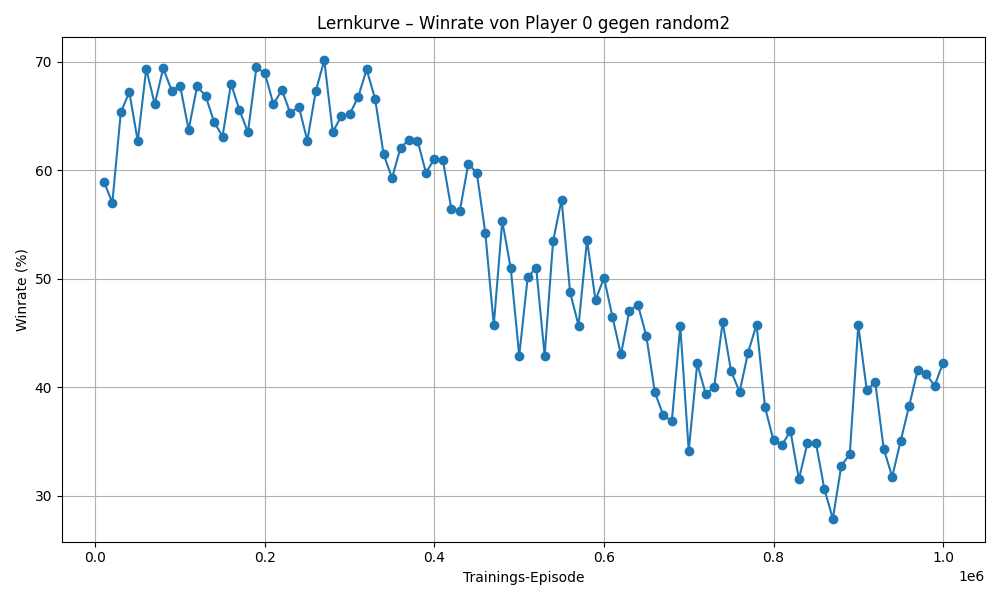 Lernkurve – Winrate von Player 0 gegen random2
Winrate (%)
70
60
50
40
30
0.0
0.2
0.4
0.6
0.8
1.0
1e6
Trainings-Episode